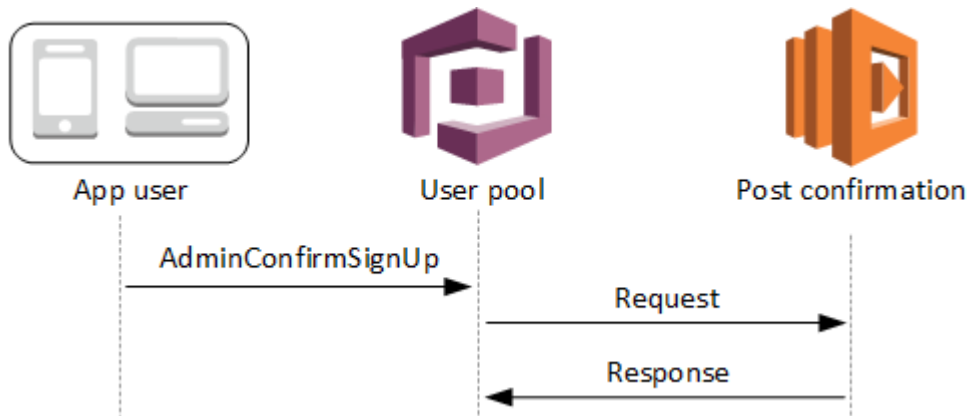 App user
User pool
Post confirmation
AdminConfirmSignUp
Request
Response